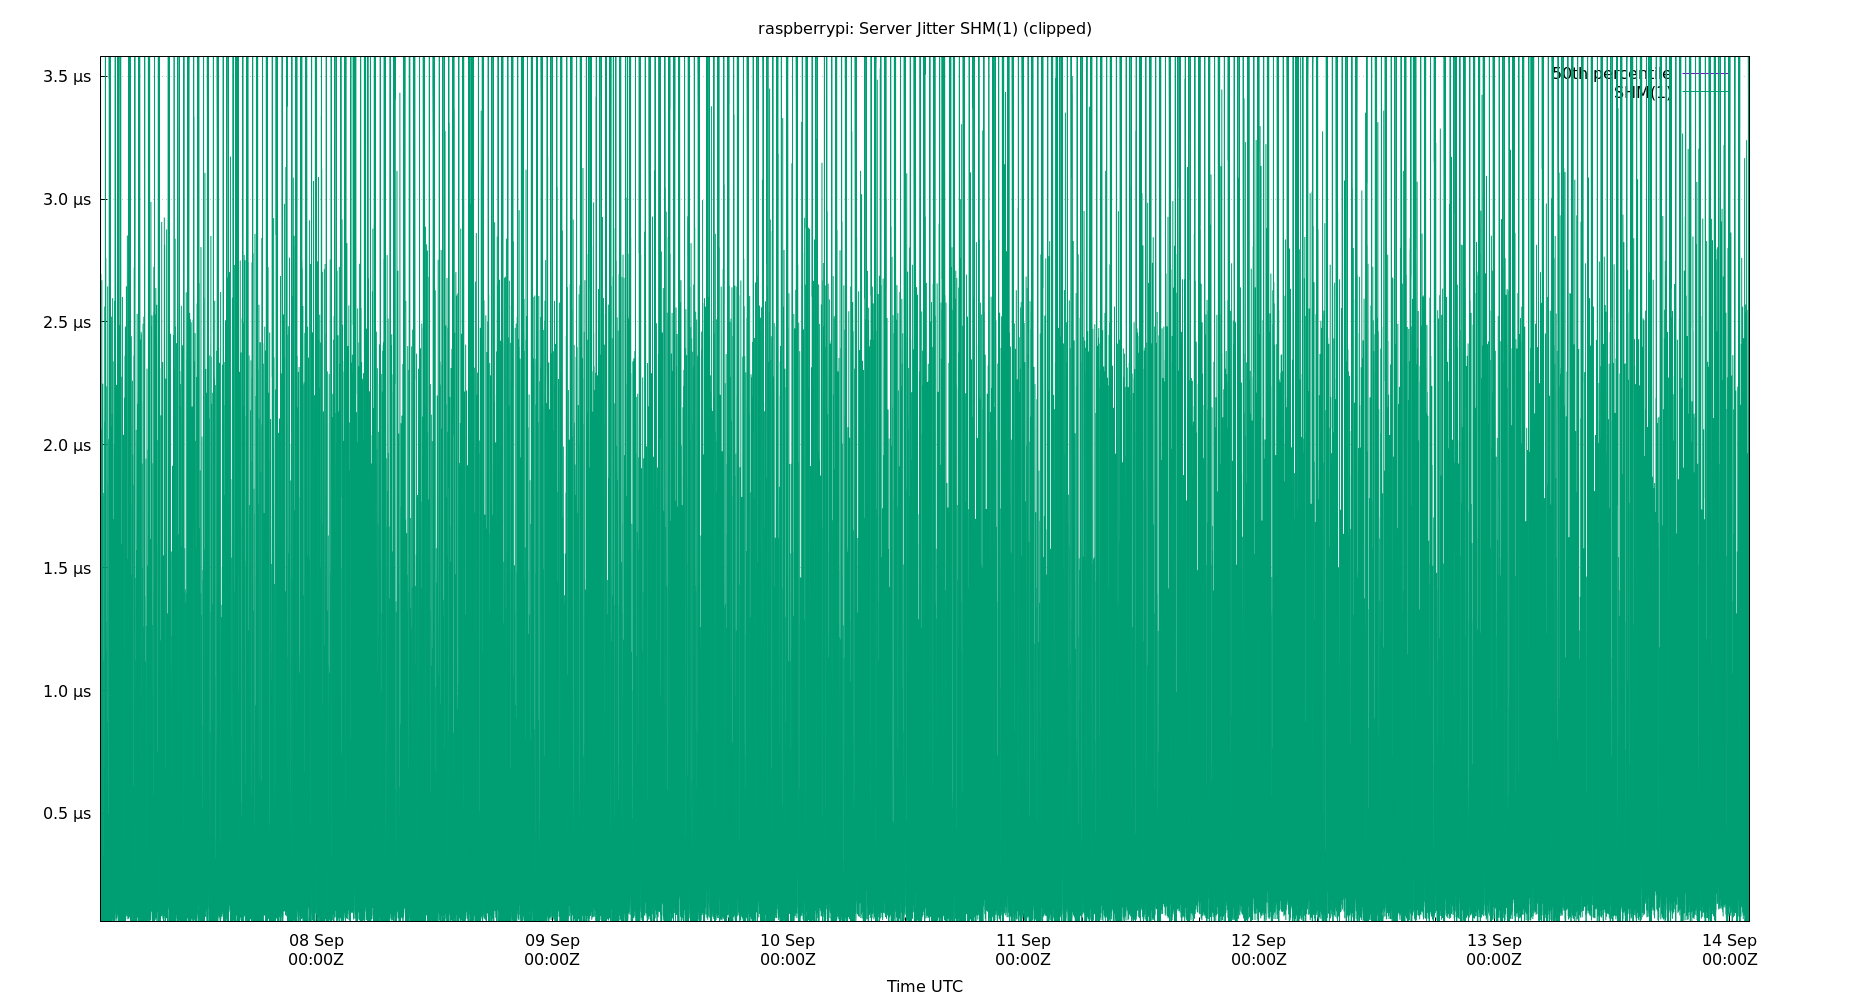 raspberrypi: Server Jitter SHM(1) (clipped)
50th percentile
SHM(1)
3.5 µs
3.0 µs
2.5 µs
2.0 µs
1.5 µs
1.0 µs
0.5 µs
08 Sep 09 Sep 10 Sep 11 Sep 12 Sep 13 Sep 14 Sep
00:00Z 00:00Z 00:00Z 00:00Z 00:00Z 00:00Z 00:00Z
Time UTC